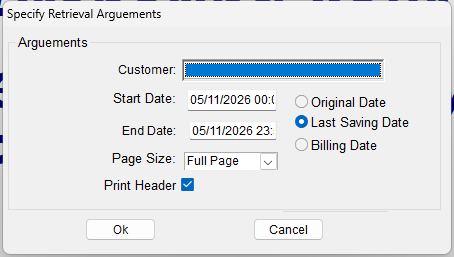 Specify Retrieval Arguements
Arguements
Customer:
Start Date: 05/11/2026 00:0
Original Date
Last Saving Date
End Date: 05/11/2026 23:
Billing Date
Page Size: Full Page
Print Header
Ok Cancel